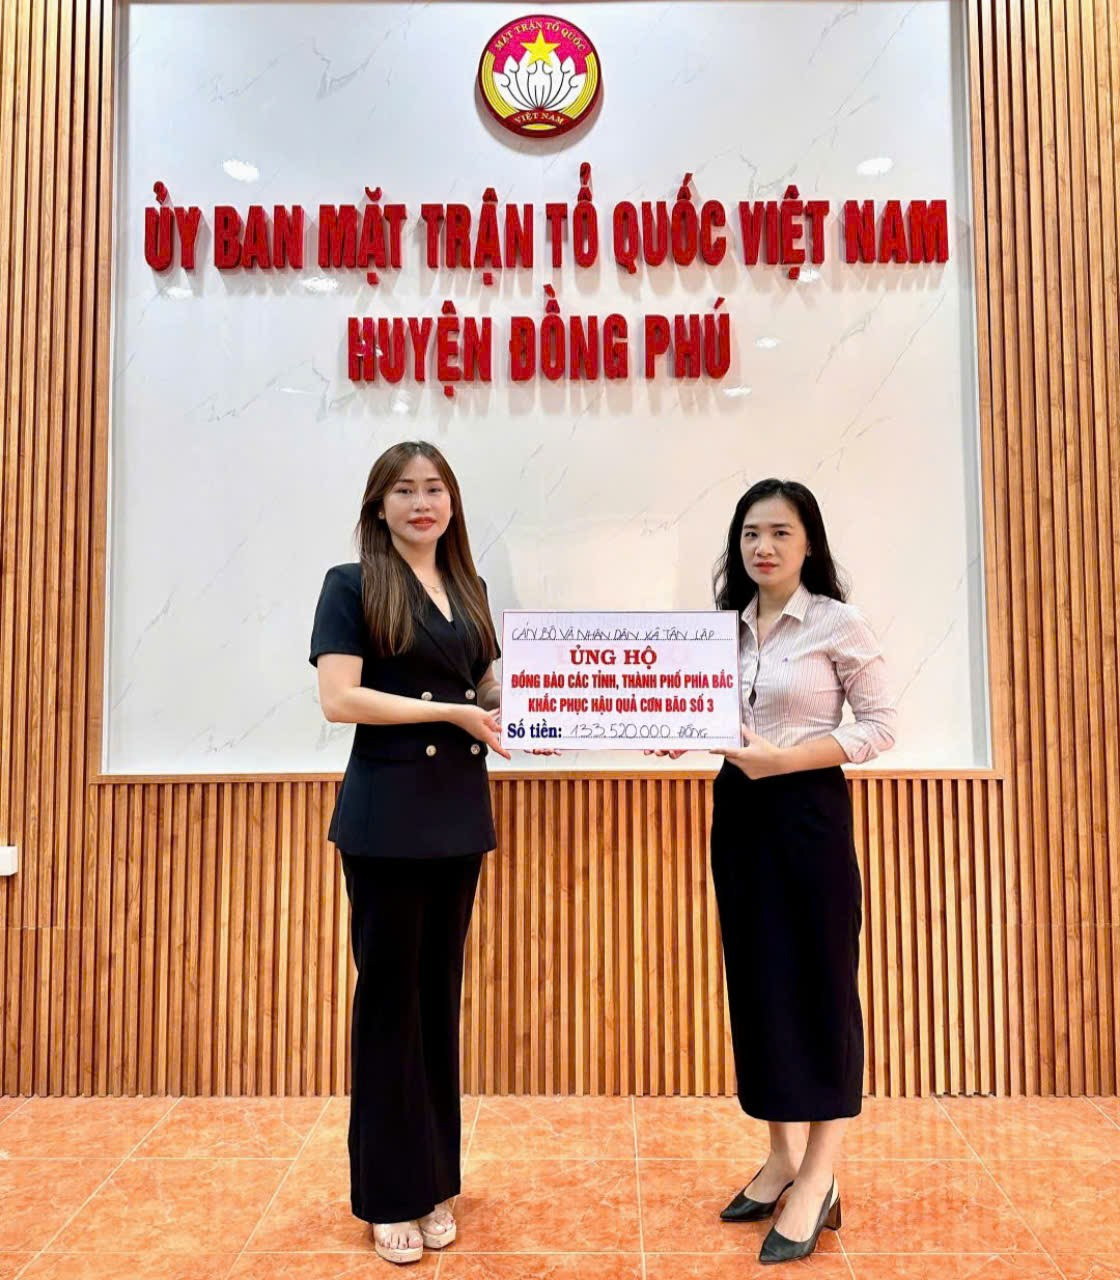 MẶT TRẬN TỔ QUỐC
VIỆT NAM
ỦY BAN MẶT TRẬN TỔ QUỐC VIỆT NAM
HUYỆN ĐỒNG PHÚ
CÁN BỘ VÀ NHÂN DÂN XÃ TÂN LẬP
ỦNG HỘ
ĐỒNG BÀO CÁC TỈNH, THÀNH PHỐ PHÍA BẮC
KHẮC PHỤC HẬU QUẢ CƠN BÃO SỐ 3
Số tiền: 133.520.000 ĐỒNG